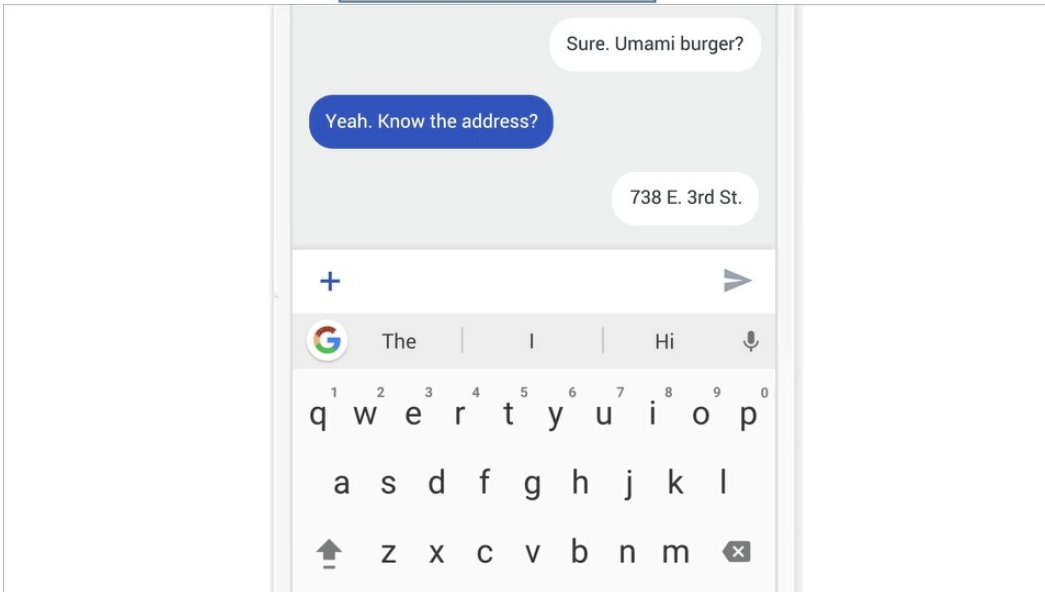 Sure. Umami burger?
Yeah. Know the address?
738 E. 3rd St.
G The I Hi
1 2 3 4 5 6 7 8 9 0
q w e r t y u i o p
a s d f g h j k l
z x c v b n m